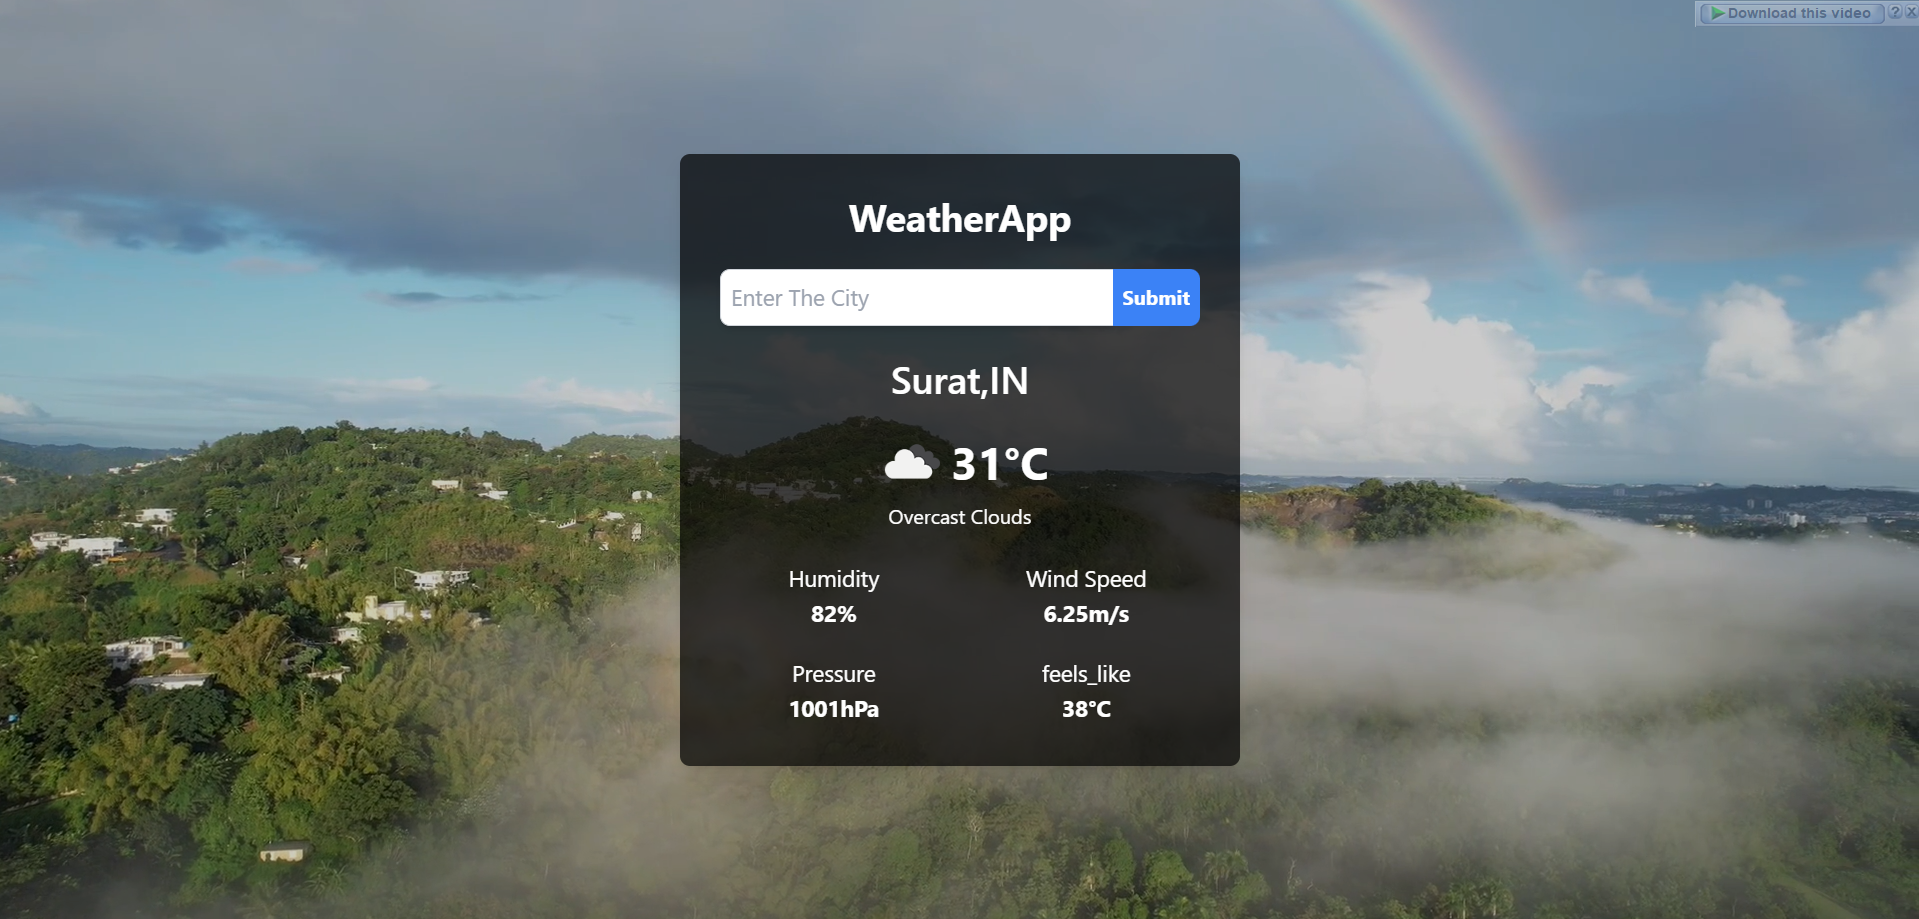 Download this video ? X
WeatherApp
Enter The City Submit
Surat,IN
31°C
Overcast Clouds
Humidity Wind Speed
82% 6.25m/s
Pressure feels_like
1001hPa 38°C